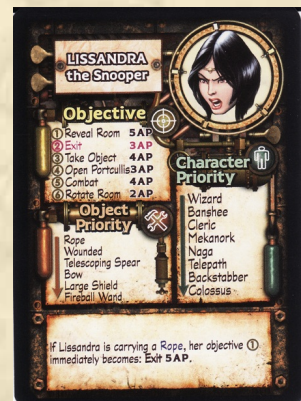 LISSANDRA
the Snooper
Objective
① Reveal Room 5AP
② Exit 3AP
③ Take Object 4AP
④ Open Portcullis 3AP
⑤ Combat 4AP
⑥ Rotate Room 2AP
Object
Priority
Rope
Wounded
Telescoping Spear
Bow
Large Shield
Fireball Wand
Character
Priority
Wizard
Banshee
Cleric
Mekanork
Naga
Telepath
Backstabber
Colossus
If Lissandra is carrying a Rope, her objective ①
immediately becomes: Exit 5AP.